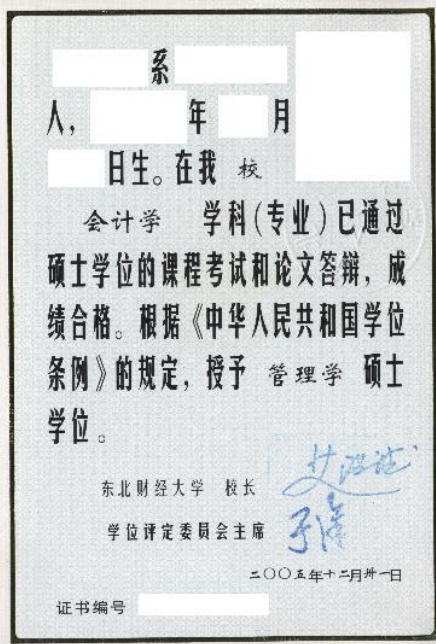 系
人， 年 月
日生。在我 校
会计学 学科（专业）已通过
硕士学位的课程考试和论文答辩，成
绩合格。根据《中华人民共和国学位
条例》的规定，授予 管理学 硕士
学位。
东北财经大学 校长
学位评定委员会主席
二〇〇五年十二月卅一日
证书编号